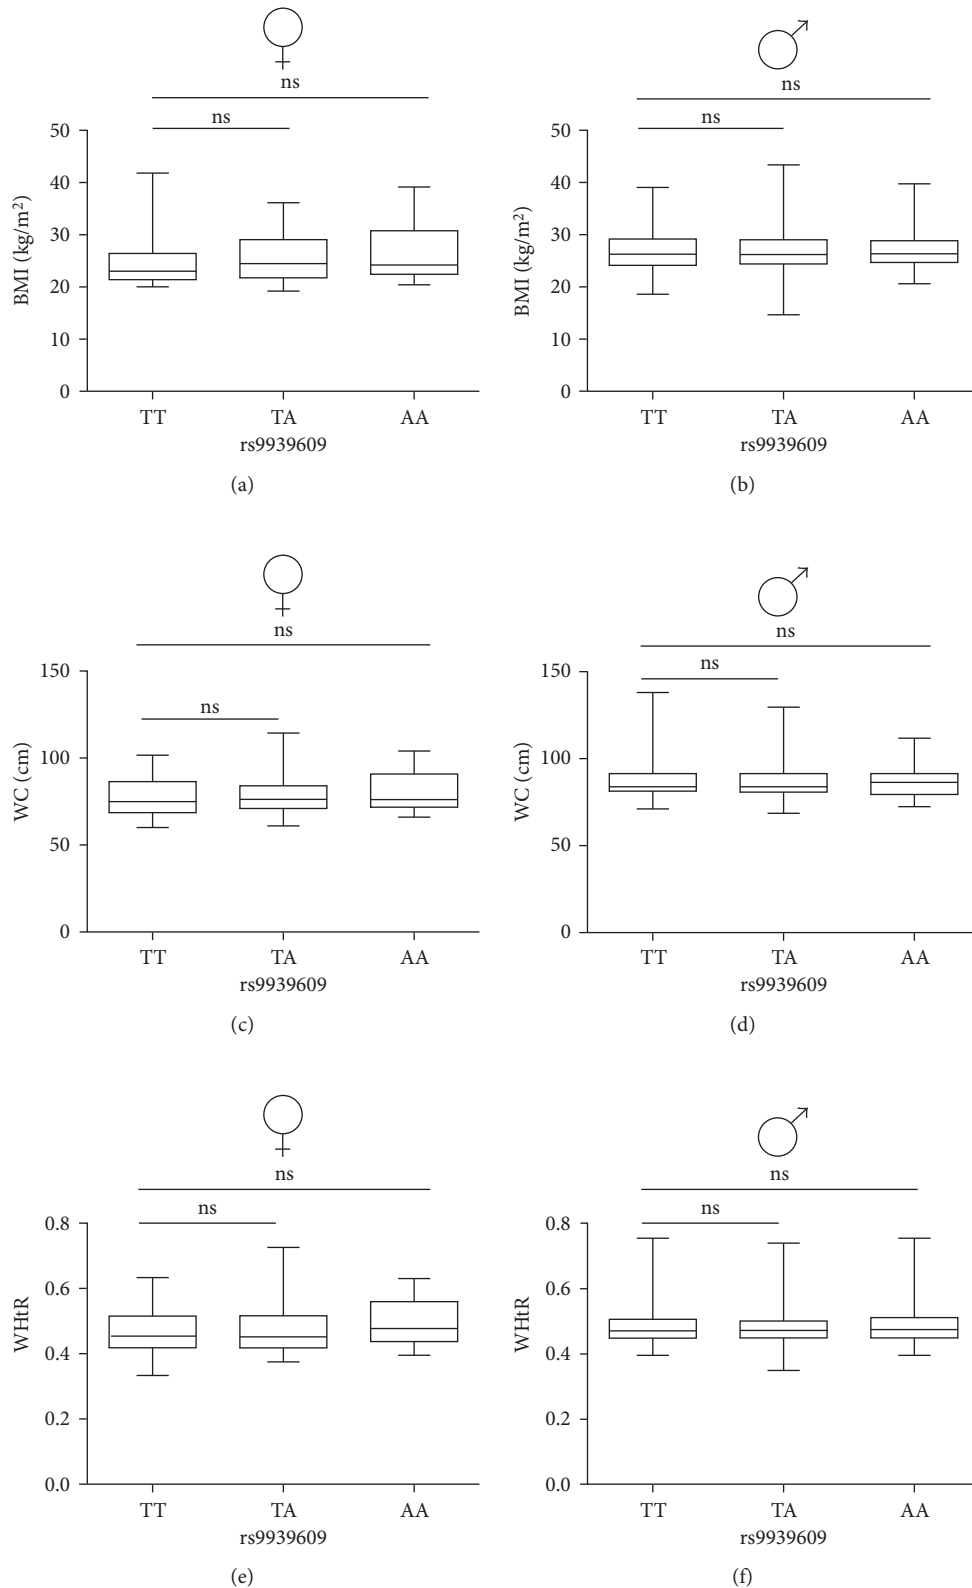 ns
ns
50
40
30
20
10
0
BMI (kg/m²)
TT TA AA
rs9939609
(a)
ns
ns
50
40
30
20
10
0
BMI (kg/m²)
TT TA AA
rs9939609
(b)
ns
ns
150
100
50
0
WC (cm)
TT TA AA
rs9939609
(c)
ns
ns
150
100
50
0
WC (cm)
TT TA AA
rs9939609
(d)
ns
ns
0.8
0.6
0.4
0.2
0.0
WHtR
TT TA AA
rs9939609
(e)
ns
ns
0.8
0.6
0.4
0.2
0.0
WHtR
TT TA AA
rs9939609
(f)